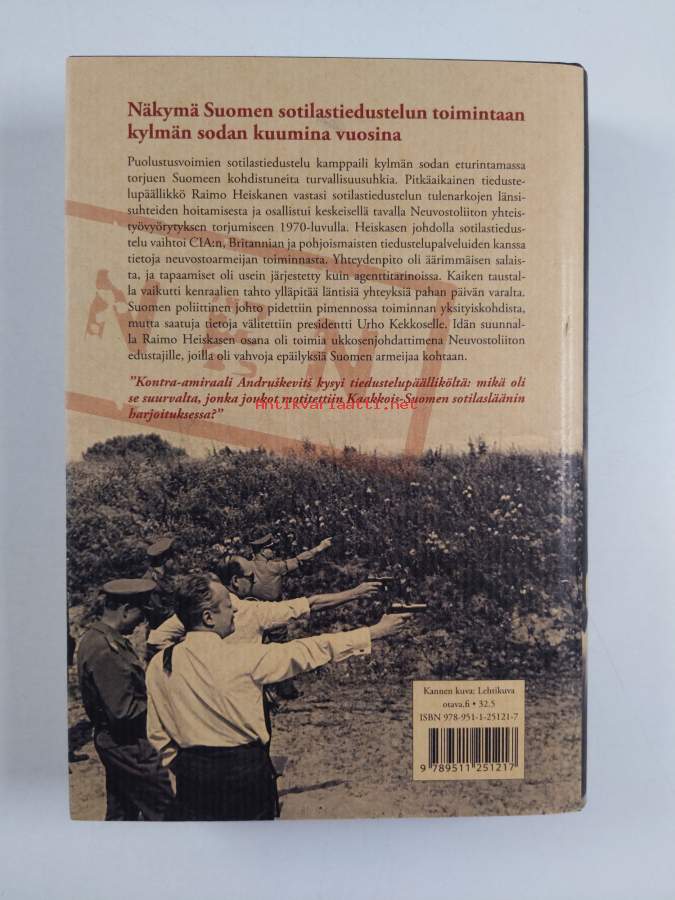 Näkymä Suomen sotilastiedustelun toimintaan
kylmän sodan kuumina vuosina
Puolustusvoimien sotilastiedustelu kamppaili kylmän sodan eturintamassa
torjuen Suomeen kohdistuneita turvallisuusuhkia. Pitkäaikainen tieduste-
lupäällikkö Raimo Heiskanen vastasi sotilastiedustelun tulenarkojen länsi-
suhteiden hoitamisesta ja osallistui keskeisellä tavalla Neuvostoliiton yhteis-
työvyörytyksen torjumiseen 1970-luvulla. Heiskasen johdolla sotilastiedus-
telu vaihtoi CIA:n, Britannian ja pohjoismaisten tiedustelupalveluiden kanssa
tietoja neuvostoarmeijan toiminnasta. Yhteydenpito oli äärimmäisen salais-
ta, ja tapaamiset oli usein järjestetty kuin agenttitarinoissa. Kaiken taustal-
la vaikutti kenraalien tahto ylläpitää läntisiä yhteyksiä pahan päivän varalta.
Suomen poliittinen johto pidettiin pimennossa toiminnan yksityiskohdista,
mutta saatuja tietoja välitettiin presidentti Urho Kekkoselle. Idän suunnal-
la Raimo Heiskasen osana oli toimia ukkosenjohdattimena Neuvostoliiton
edustajille, joilla oli vahvoja epäilyksiä Suomen armeijaa kohtaan.
"Kontra-amiraali Andruškeviti kysyi tiedustelupäälliköltä: mikä oli
se suurvalta, jonka joukot motitettiin Kaakkois-Suomen sotilasläänin
harjoituksessa?"
Antikvariaatti.net
Kannen kuva: Lehtikuva
otava.fi • 32.5
ISBN 978-951-1-25121-7
9 789511 251217